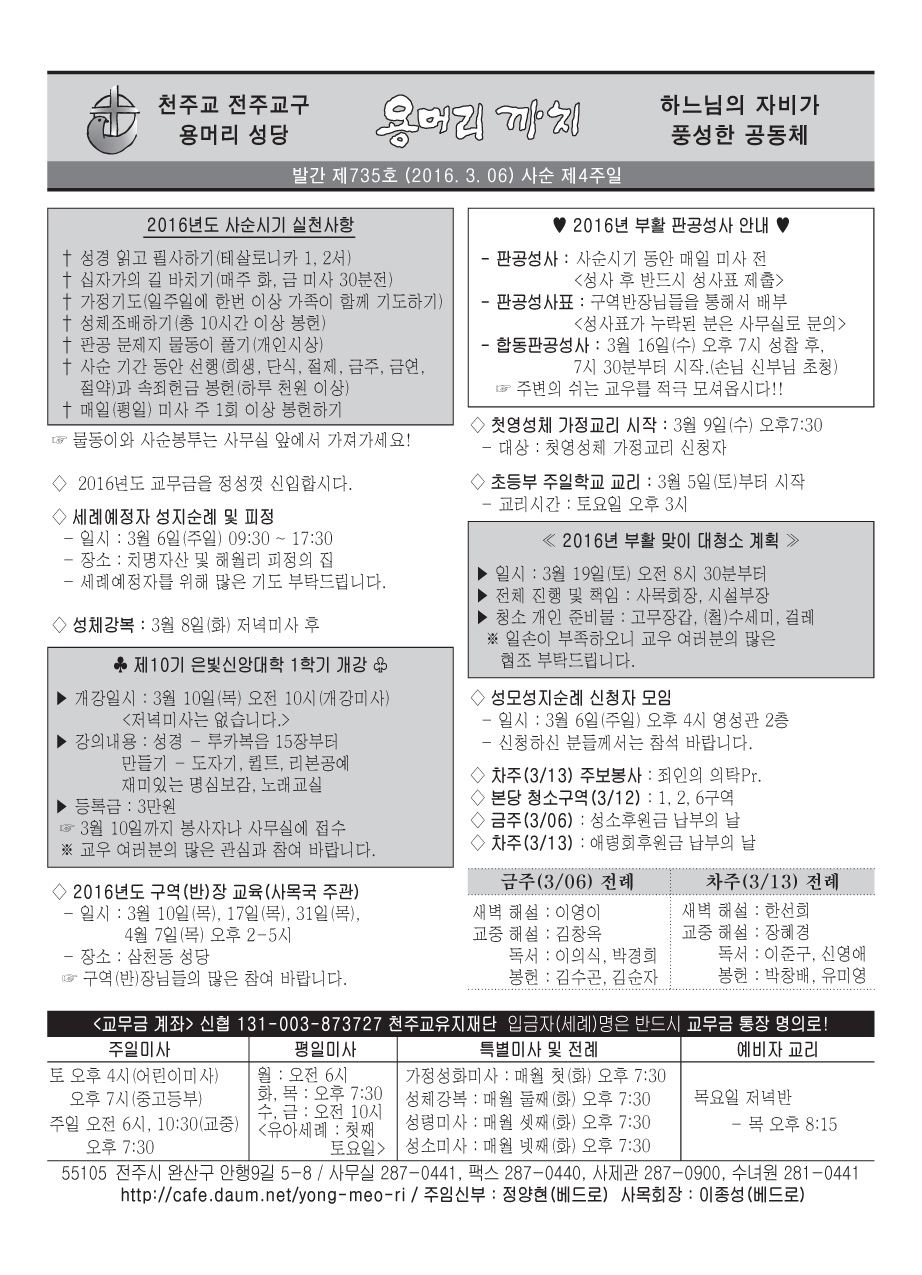 천주교 전주교구
용머리 성당
용머리 까치
하느님의 자비가
풍성한 공동체
발간 제735호 (2016. 3. 06) 사순 제4주일
2016년도 사순시기 실천사항
† 성경 읽고 필사하기(테살로니카 1, 2서)
† 십자가의 길 바치기(매주 화, 금 미사 30분전)
† 가정기도(일주일에 한번 이상 가족이 함께 기도하기)
† 성체조배하기(총 10시간 이상 봉헌)
† 판공 문제지 물동이 풀기(개인시상)
† 사순 기간 동안 선행(희생, 단식, 절제, 금주, 금연,
절약)과 속죄헌금 봉헌(하루 천원 이상)
† 매일(평일) 미사 주 1회 이상 봉헌하기
☞ 물동이와 사순봉투는 사무실 앞에서 가져가세요!
◇ 2016년도 교무금을 정성껏 신입합시다.
◇ 세례예정자 성지순례 및 피정
- 일시 : 3월 6일(주일) 09:30 ~ 17:30
- 장소 : 치명자산 및 해월리 피정의 집
- 세례예정자를 위해 많은 기도 부탁드립니다.
◇ 성체강복 : 3월 8일(화) 저녁미사 후
♣ 제10기 은빛신앙대학 1학기 개강 ♧
▶ 개강일시 : 3월 10일(목) 오전 10시(개강미사)
<저녁미사는 없습니다.>
▶ 강의내용 : 성경 - 루카복음 15장부터
만들기 - 도자기, 퀼트, 리본공예
재미있는 명심보감, 노래교실
▶ 등록금 : 3만원
☞ 3월 10일까지 봉사자나 사무실에 접수
※ 교우 여러분의 많은 관심과 참여 바랍니다.
◇ 2016년도 구역(반)장 교육(사목국 주관)
- 일시 : 3월 10일(목), 17일(목), 31일(목),
4월 7일(목) 오후 2-5시
- 장소 : 삼천동 성당
☞ 구역(반)장님들의 많은 참여 바랍니다.
♥ 2016년 부활 판공성사 안내 ♥
- 판공성사 : 사순시기 동안 매일 미사 전
<성사 후 반드시 성사표 제출>
- 판공성사표 : 구역반장님들을 통해서 배부
<성사표가 누락된 분은 사무실로 문의>
- 합동판공성사 : 3월 16일(수) 오후 7시 성찰 후,
7시 30분부터 시작.(손님 신부님 초청)
☞ 주변의 쉬는 교우를 적극 모셔옵시다!!
◇ 첫영성체 가정교리 시작 : 3월 9일(수) 오후7:30
- 대상 : 첫영성체 가정교리 신청자
◇ 초등부 주일학교 교리 : 3월 5일(토)부터 시작
- 교리시간 : 토요일 오후 3시
≪ 2016년 부활 맞이 대청소 계획 ≫
▶ 일시 : 3월 19일(토) 오전 8시 30분부터
▶ 전체 진행 및 책임 : 사목회장, 시설부장
▶ 청소 개인 준비물 : 고무장갑, (철)수세미, 걸레
※ 일손이 부족하오니 교우 여러분의 많은
협조 부탁드립니다.
◇ 성모성지순례 신청자 모임
- 일시 : 3월 6일(주일) 오후 4시 영성관 2층
- 신청하신 분들께서는 참석 바랍니다.
◇ 차주(3/13) 주보봉사 : 죄인의 의탁Pr.
◇ 본당 청소구역(3/12) : 1, 2, 6구역
◇ 금주(3/06) : 성소후원금 납부의 날
◇ 차주(3/13) : 애령회후원금 납부의 날
금주(3/06) 전례
새벽 해설 : 이영이
교중 해설 : 김창옥
독서 : 이의식, 박경희
봉헌 : 김수곤, 김순자
차주(3/13) 전례
새벽 해설 : 한선희
교중 해설 : 장혜경
독서 : 이준구, 신영애
봉헌 : 박창배, 유미영
<교무금 계좌> 신협 131-003-873727 천주교유지재단 입금자(세례)명은 반드시 교무금 통장 명의로!
주일미사
토 오후 4시(어린이미사)
오후 7시(중고등부)
주일 오전 6시, 10:30(교중)
오후 7:30
평일미사
월 : 오전 6시
화, 목 : 오후 7:30
수, 금 : 오전 10시
<유아세례 : 첫째
토요일>
특별미사 및 전례
가정성화미사 : 매월 첫(화) 오후 7:30
성체강복 : 매월 둘째(화) 오후 7:30
성령미사 : 매월 셋째(화) 오후 7:30
성소미사 : 매월 넷째(화) 오후 7:30
예비자 교리
목요일 저녁반
- 목 오후 8:15
55105 전주시 완산구 안행9길 5-8 / 사무실 287-0441, 팩스 287-0440, 사제관 287-0900, 수녀원 281-0441
http://cafe.daum.net/yong-meo-ri / 주임신부 : 정양현(베드로) 사목회장 : 이종성(베드로)